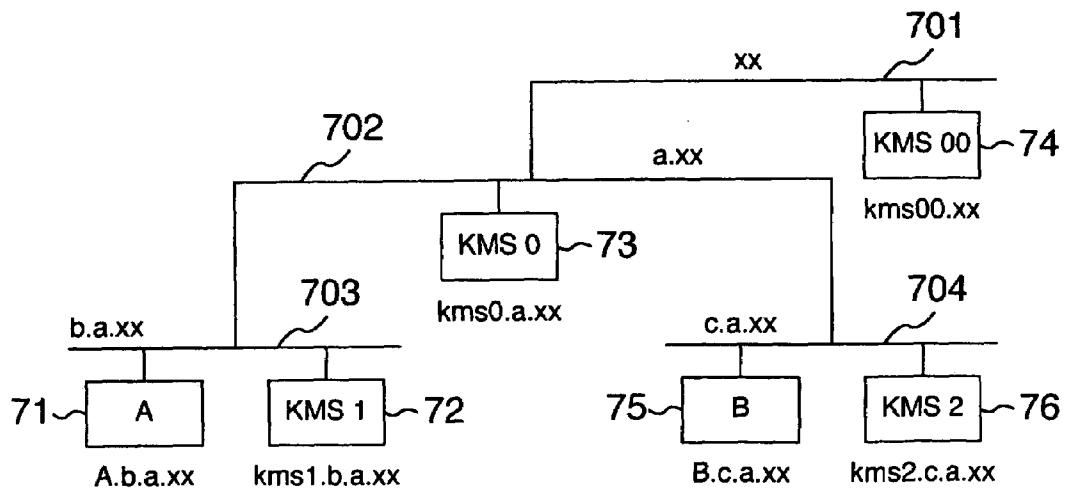 701
xx
702
a.xx
KMS 00
74
kms00.xx
KMS 0
73
kms0.a.xx
703
704
b.a.xx
c.a.xx
71
A
KMS 1
72
75
B
KMS 2
76
A.b.a.xx
kms1.b.a.xx
B.c.a.xx
kms2.c.a.xx